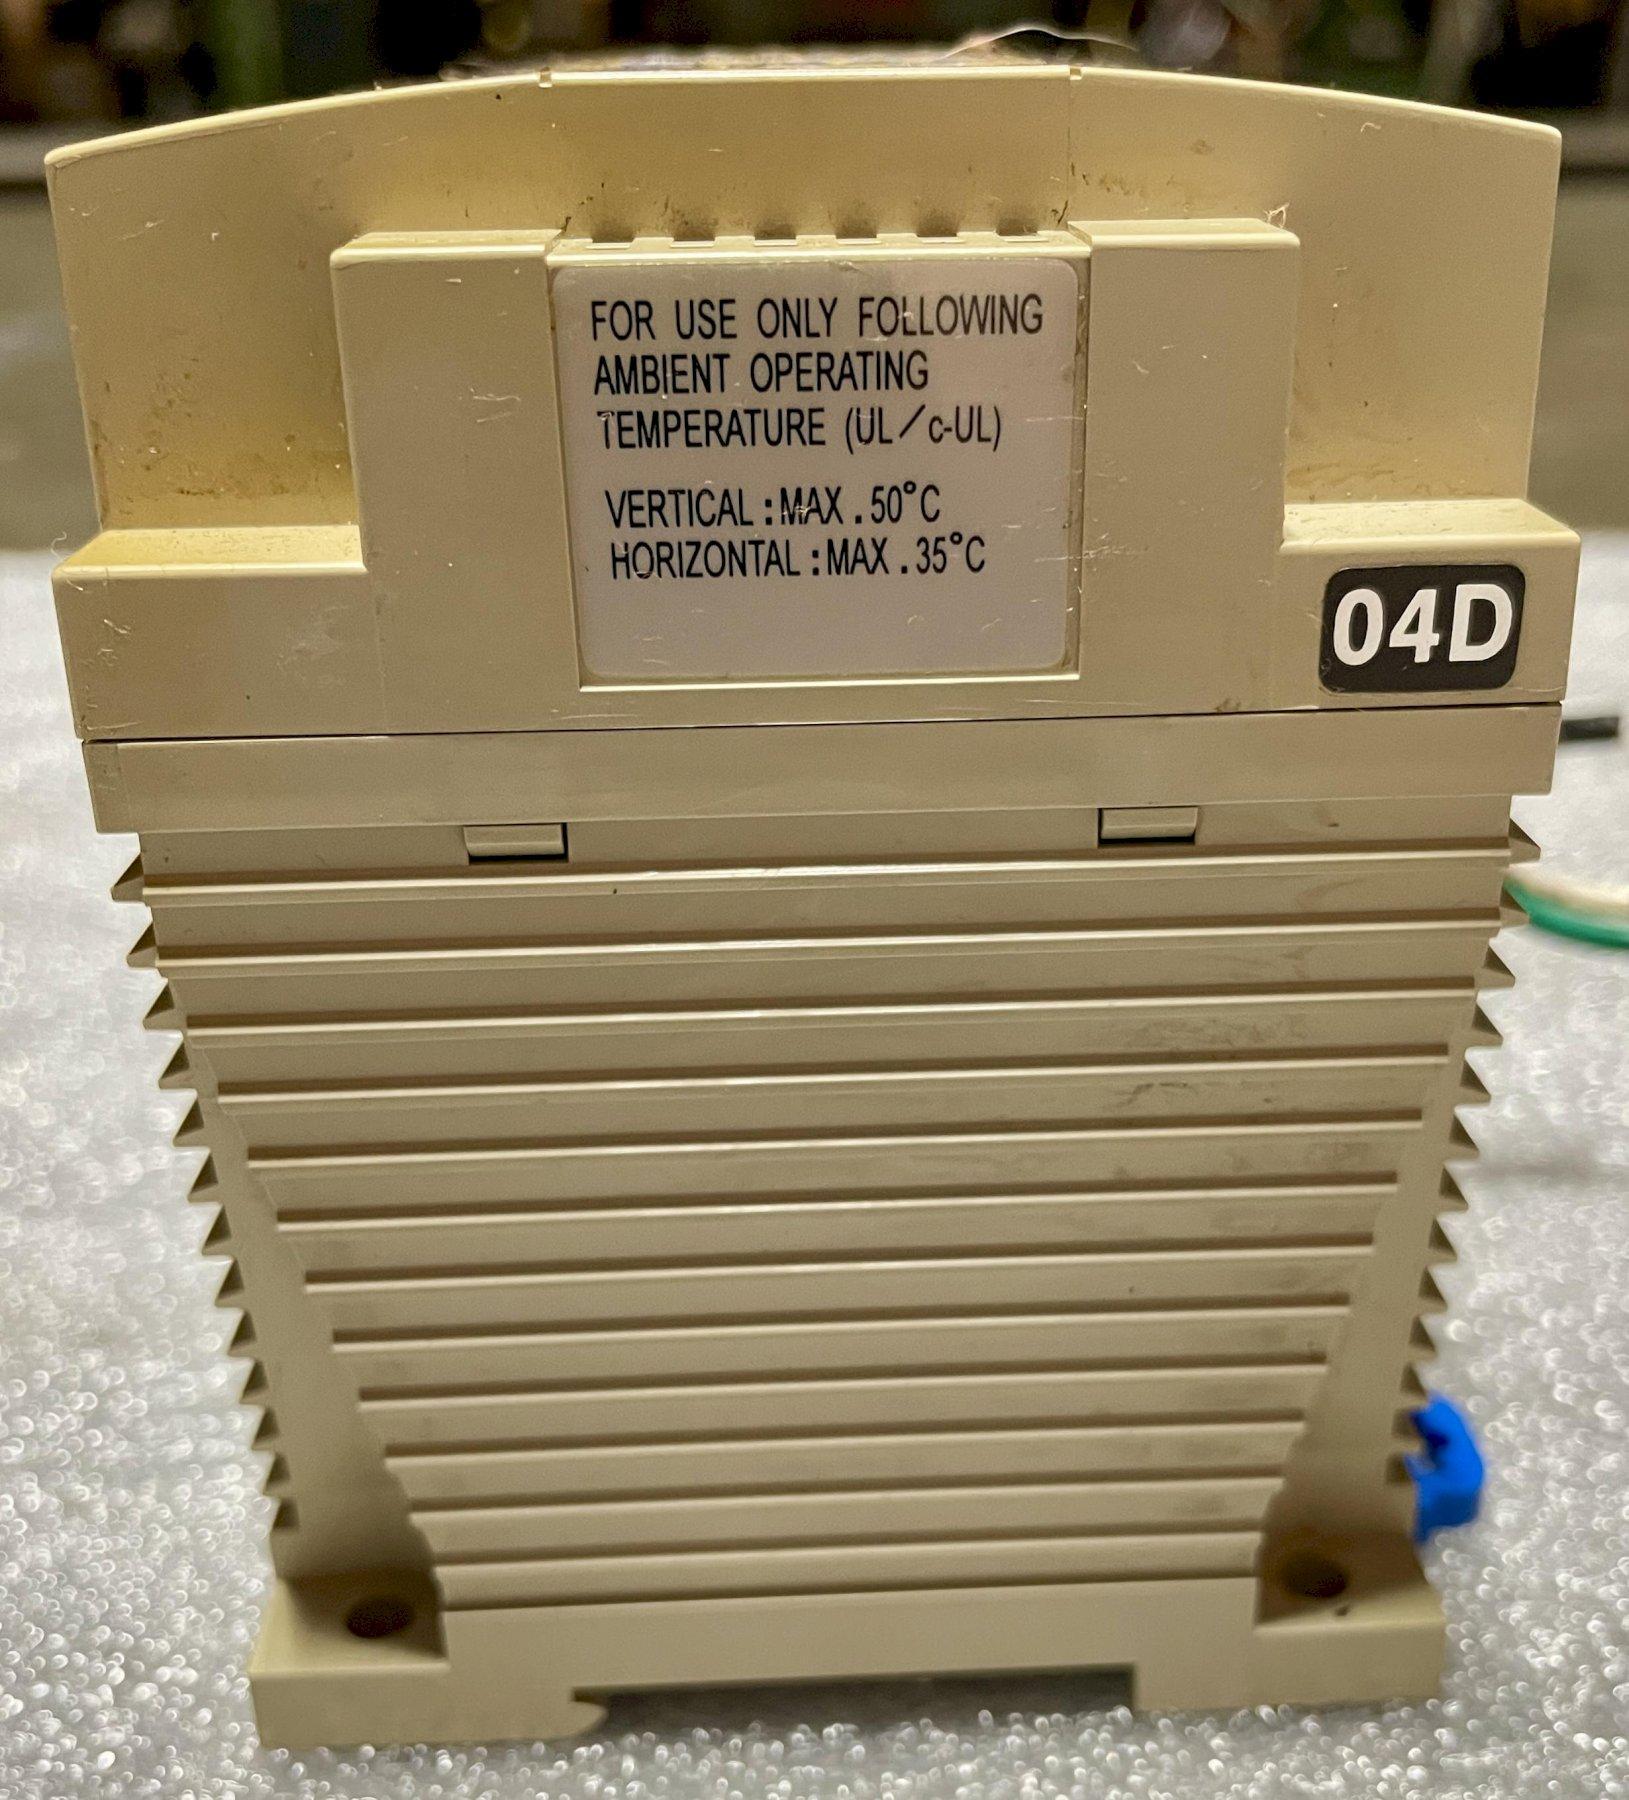 FOR USE ONLY FOLLOWING
AMBIENT OPERATING
TEMPERATURE (UL/c-UL)
VERTICAL : MAX . 50°C
HORIZONTAL : MAX . 35°C
04D